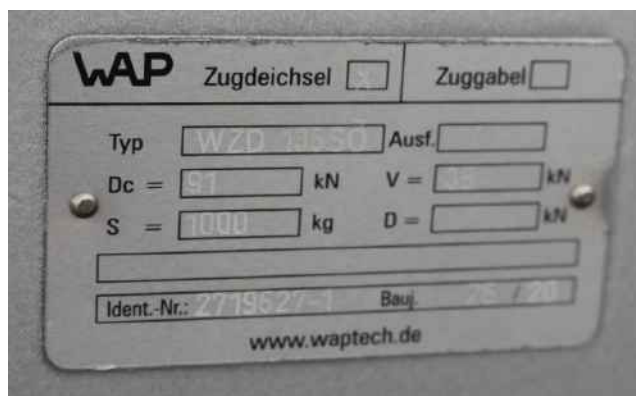 WAP Zugdeichsel Zuggabel
Typ WZD Ausf.
Dc = 91 kN V = kN
S = 1000 kg D = kN
Ident.-Nr.: 2719627-1 Bauj. / 20
www.waptech.de